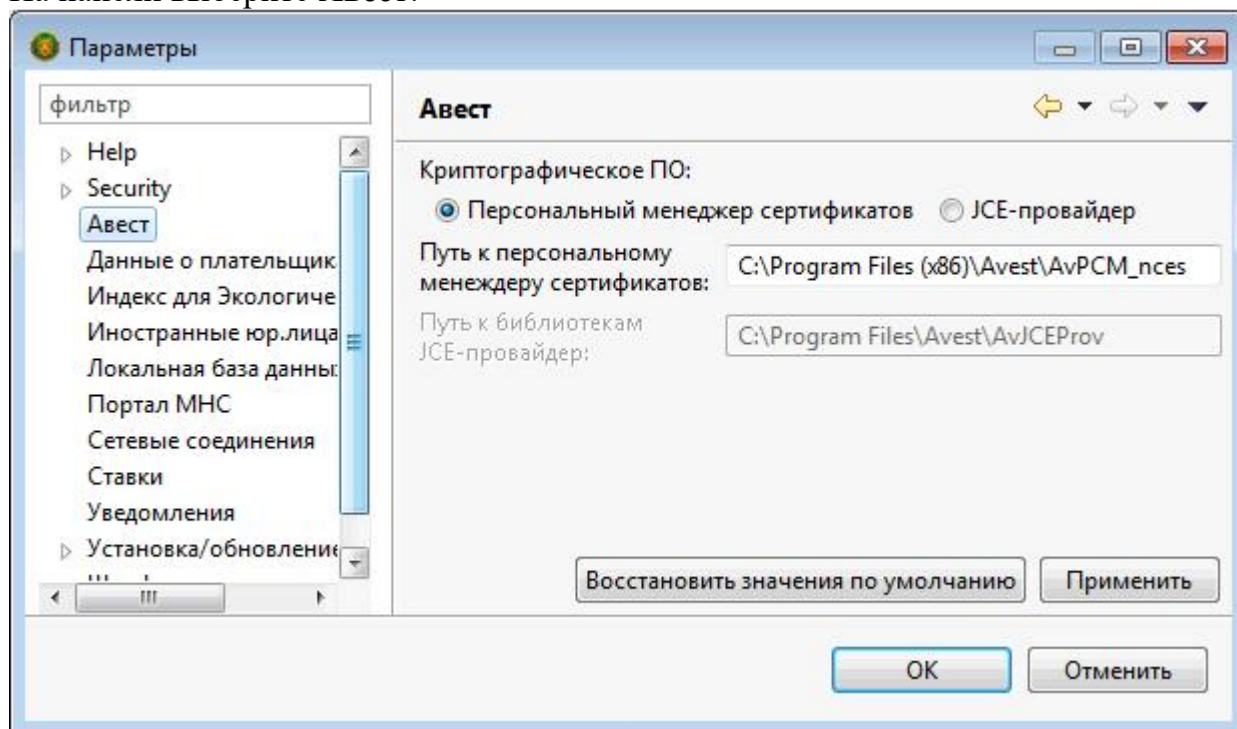 Параметры
фильтр
Help
Security
Авест
Данные о плательщик
Индекс для Экологиче
Иностранные юр.лица
Локальная база данны
Портал МНС
Сетевые соединения
Ставки
Уведомления
Установка/обновление
Авест
Криптографическое ПО:
Персональный менеджер сертификатов JCE-провайдер
Путь к персональному
менеждеру сертификатов:
C:\Program Files (x86)\Avest\AvPCM_nces
Путь к библиотекам
JCE-провайдер:
C:\Program Files\Avest\AvJCEProv
Восстановить значения по умолчанию Применить
OK Отменить